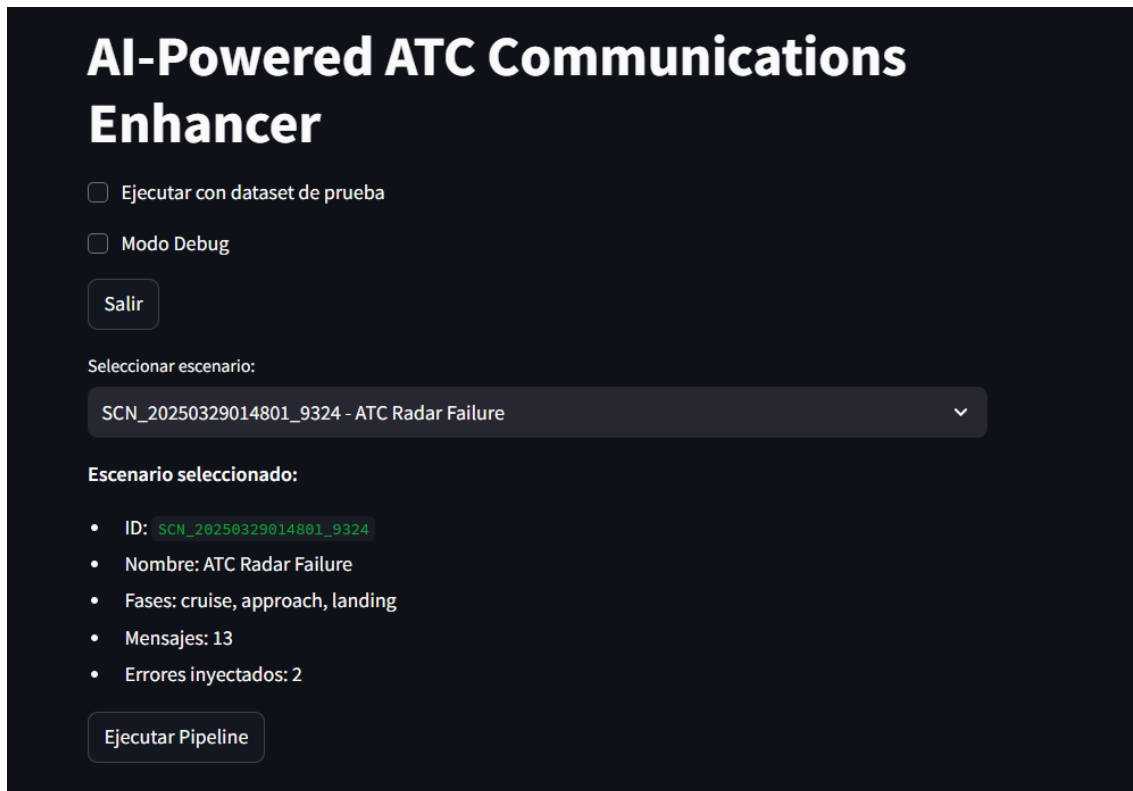 AI-Powered ATC Communications
Enhancer
Ejecutar con dataset de prueba
Modo Debug
Salir
Seleccionar escenario:
SCN_20250329014801_9324 - ATC Radar Failure
Escenario seleccionado:
• ID: SCN_20250329014801_9324
• Nombre: ATC Radar Failure
• Fases: cruise, approach, landing
• Mensajes: 13
• Errores inyectados: 2
Ejecutar Pipeline